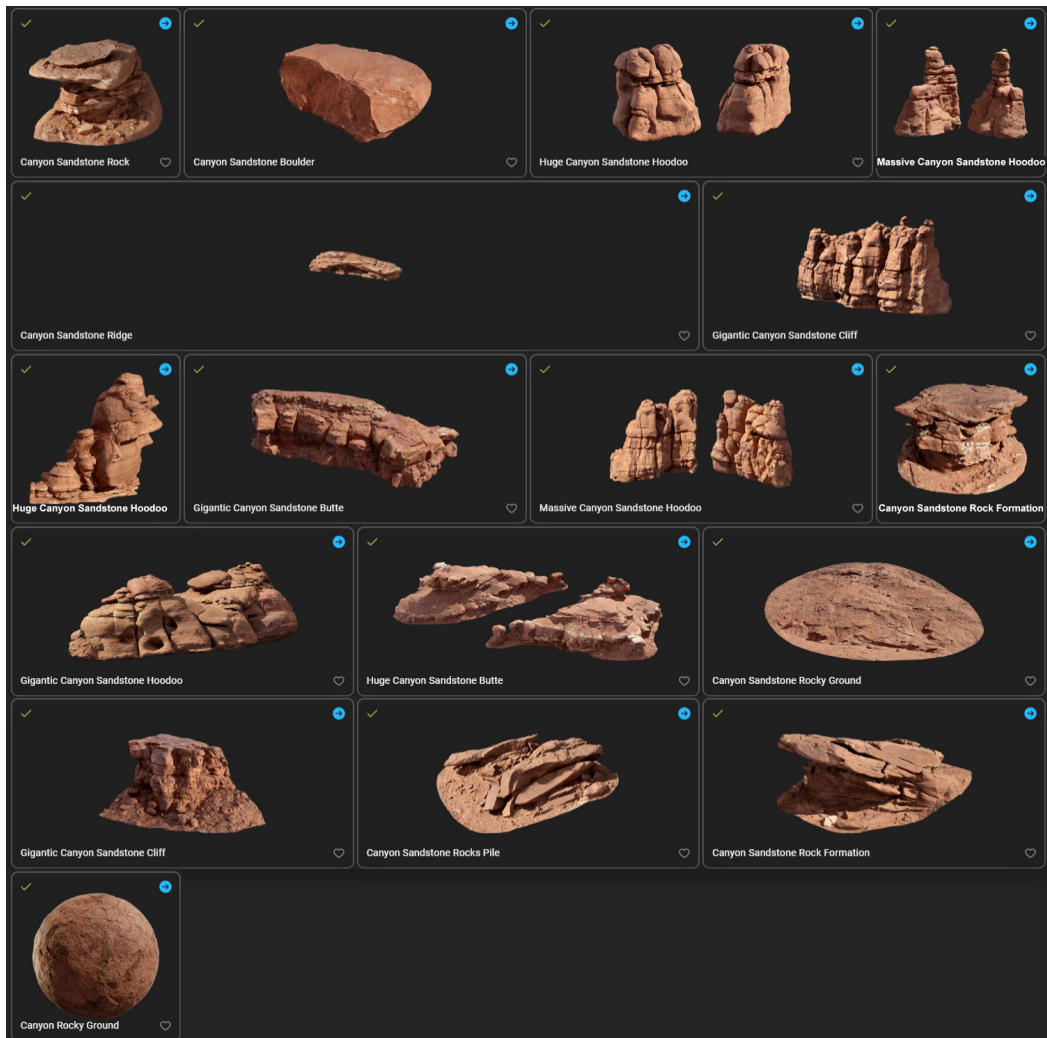 Canyon Sandstone Rock
Canyon Sandstone Boulder
Huge Canyon Sandstone Hoodoo
Massive Canyon Sandstone Hoodoo
Canyon Sandstone Ridge
Gigantic Canyon Sandstone Cliff
Huge Canyon Sandstone Hoodoo
Gigantic Canyon Sandstone Butte
Massive Canyon Sandstone Hoodoo
Canyon Sandstone Rock Formation
Gigantic Canyon Sandstone Hoodoo
Huge Canyon Sandstone Butte
Canyon Sandstone Rocky Ground
Gigantic Canyon Sandstone Cliff
Canyon Sandstone Rocks Pile
Canyon Sandstone Rock Formation
Canyon Rocky Ground